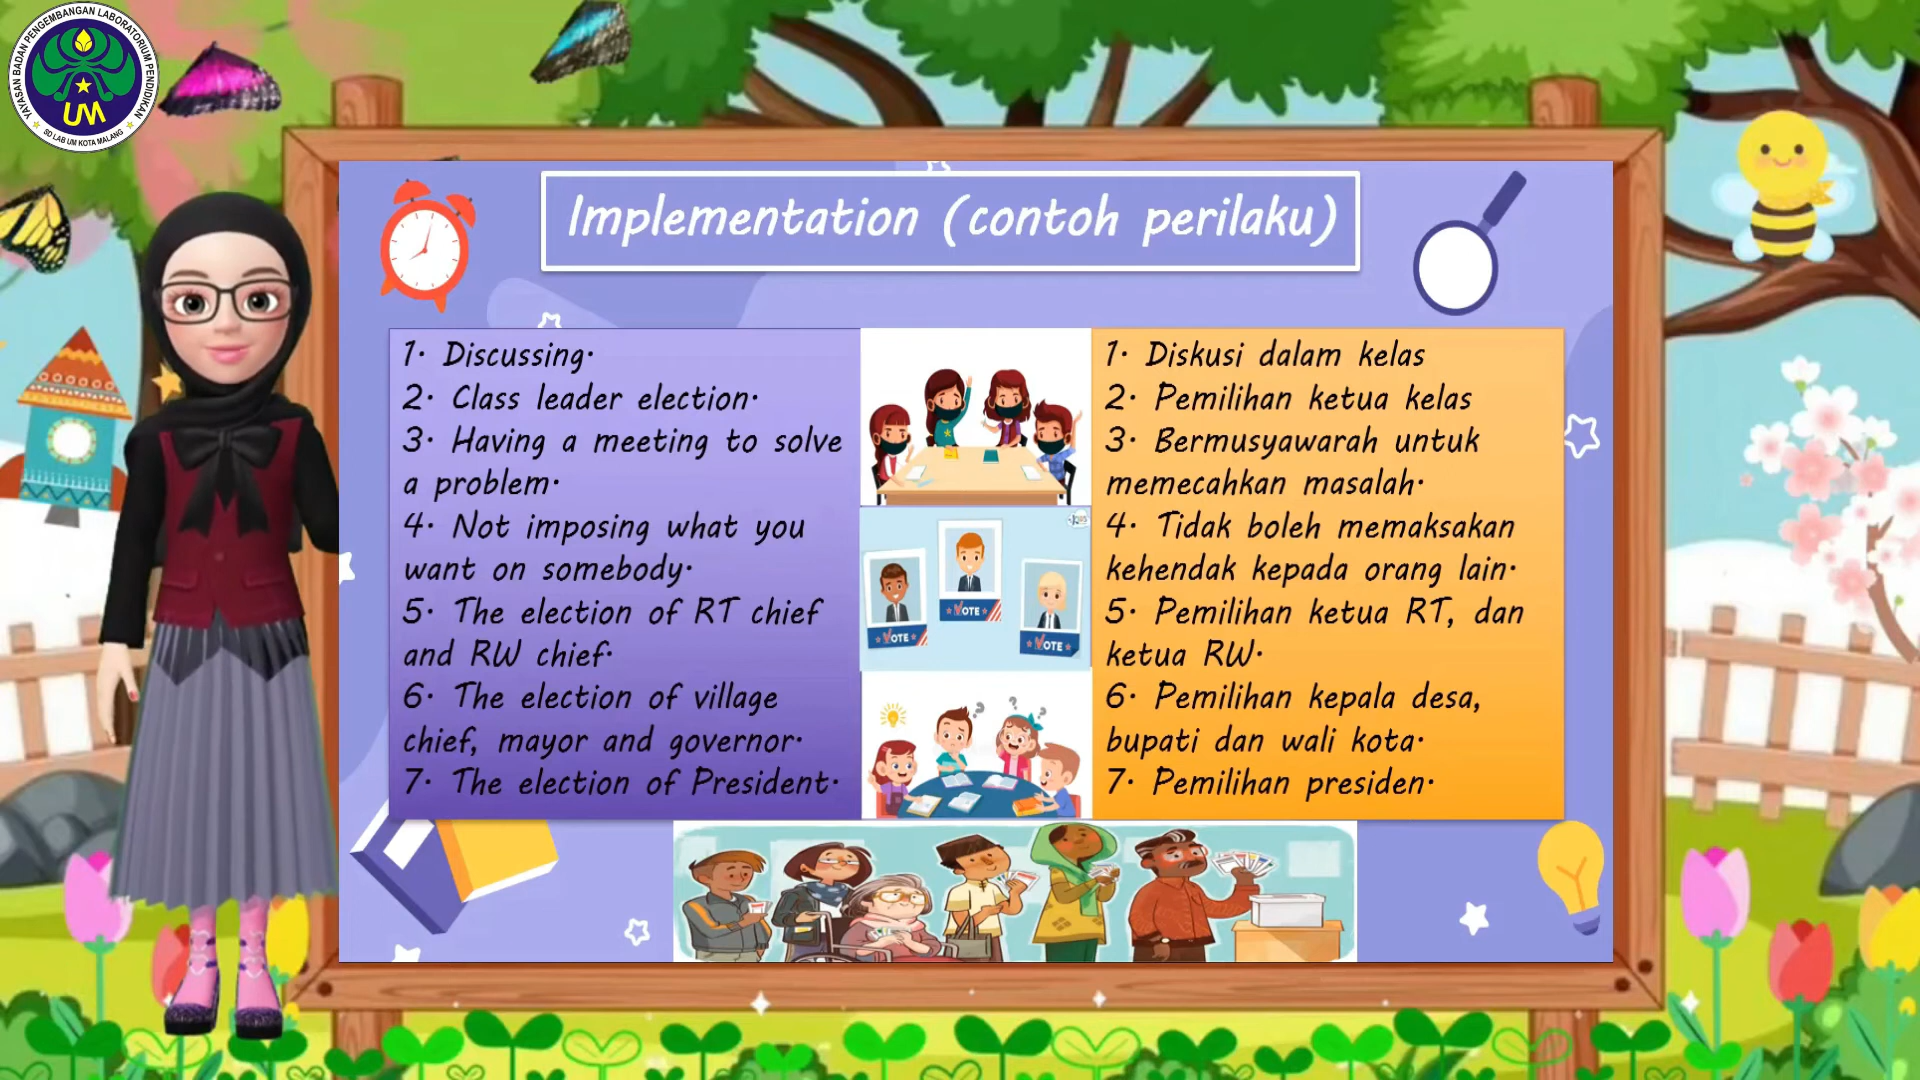 YAYASAN BADAN PENGEMBANGAN LABORATORIUM PENDIDIKAN
UM
SD LAB UM KOTA MALANG
Implementation (contoh perilaku)
1. Discussing.
2. Class leader election.
3. Having a meeting to solve
a problem.
4. Not imposing what you
want on somebody.
5. The election of RT chief
and RW chief.
6. The election of village
chief, mayor and governor.
7. The election of President.
VOTE
VOTE
VOTE
1. Diskusi dalam kelas
2. Pemilihan ketua kelas
3. Bermusyawarah untuk
memecahkan masalah.
4. Tidak boleh memaksakan
kehendak kepada orang lain.
5. Pemilihan ketua RT, dan
ketua RW.
6. Pemilihan kepala desa,
bupati dan wali kota.
7. Pemilihan presiden.